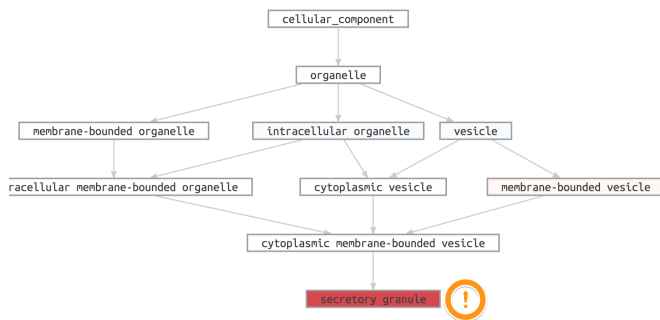 cellular_component
organelle
membrane-bounded organelle
intracellular organelle
vesicle
racellular membrane-bounded organelle
cytoplasmic vesicle
membrane-bounded vesicle
cytoplasmic membrane-bounded vesicle
secretory granule
!